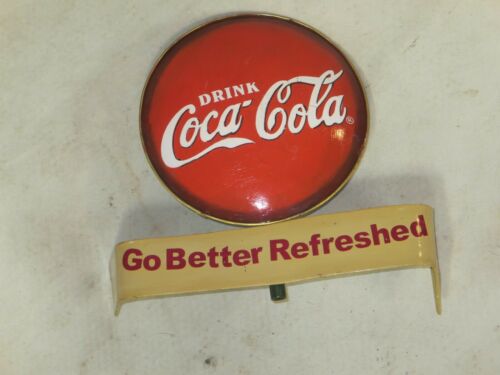 DRINK
Coca-Cola®
Go Better Refreshed